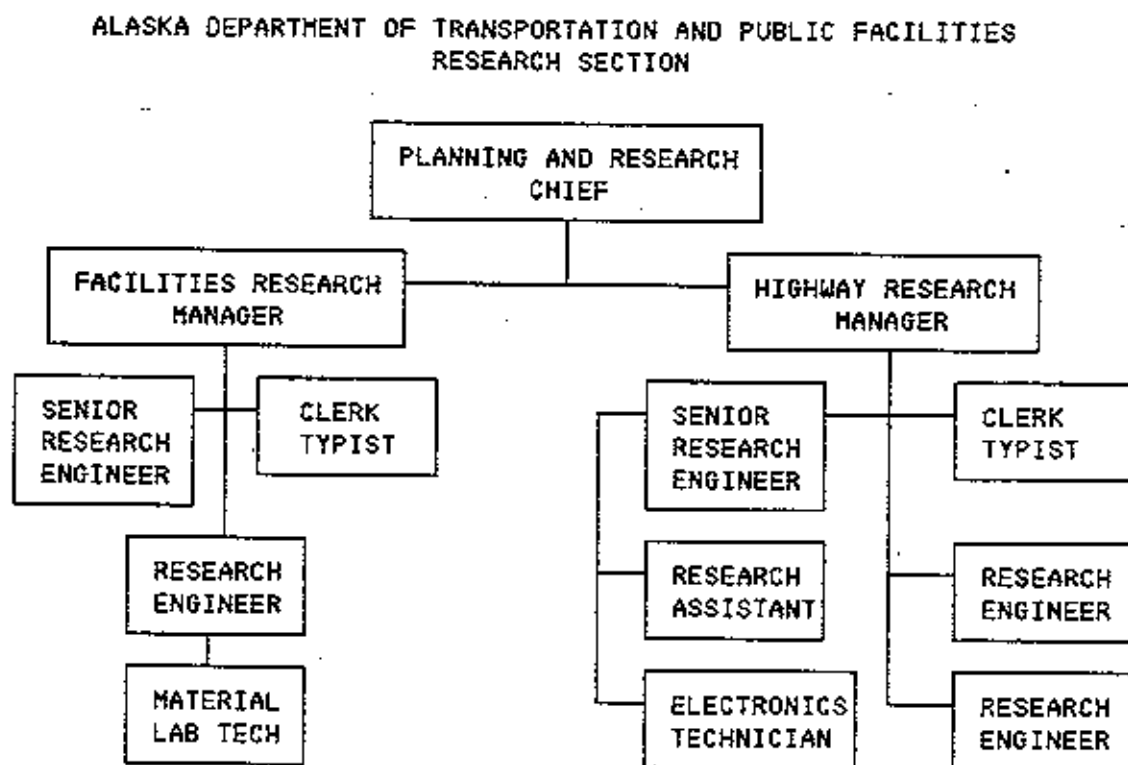 ALASKA DEPARTMENT OF TRANSPORTATION AND PUBLIC FACILITIES
RESEARCH SECTION
PLANNING AND RESEARCH
CHIEF
FACILITIES RESEARCH
MANAGER
HIGHWAY RESEARCH
MANAGER
SENIOR
RESEARCH
ENGINEER
CLERK
TYPIST
SENIOR
RESEARCH
ENGINEER
CLERK
TYPIST
RESEARCH
ENGINEER
RESEARCH
ASSISTANT
RESEARCH
ENGINEER
MATERIAL
LAB TECH
ELECTRONICS
TECHNICIAN
RESEARCH
ENGINEER